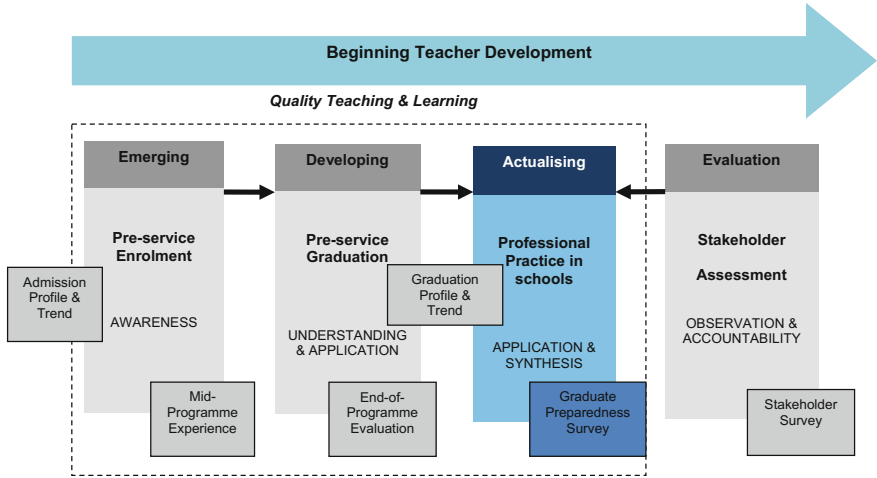 Beginning Teacher Development
Quality Teaching & Learning
Emerging
Pre-service
Enrolment
AWARENESS
Admission
Profile &
Trend
Mid-
Programme
Experience
Developing
Pre-service
Graduation
UNDERSTANDING
& APPLICATION
Graduation
Profile &
Trend
End-of-
Programme
Evaluation
Actualising
Professional
Practice in
schools
APPLICATION &
SYNTHESIS
Graduate
Preparedness
Survey
Evaluation
Stakeholder
Assessment
OBSERVATION &
ACCOUNTABILITY
Stakeholder
Survey